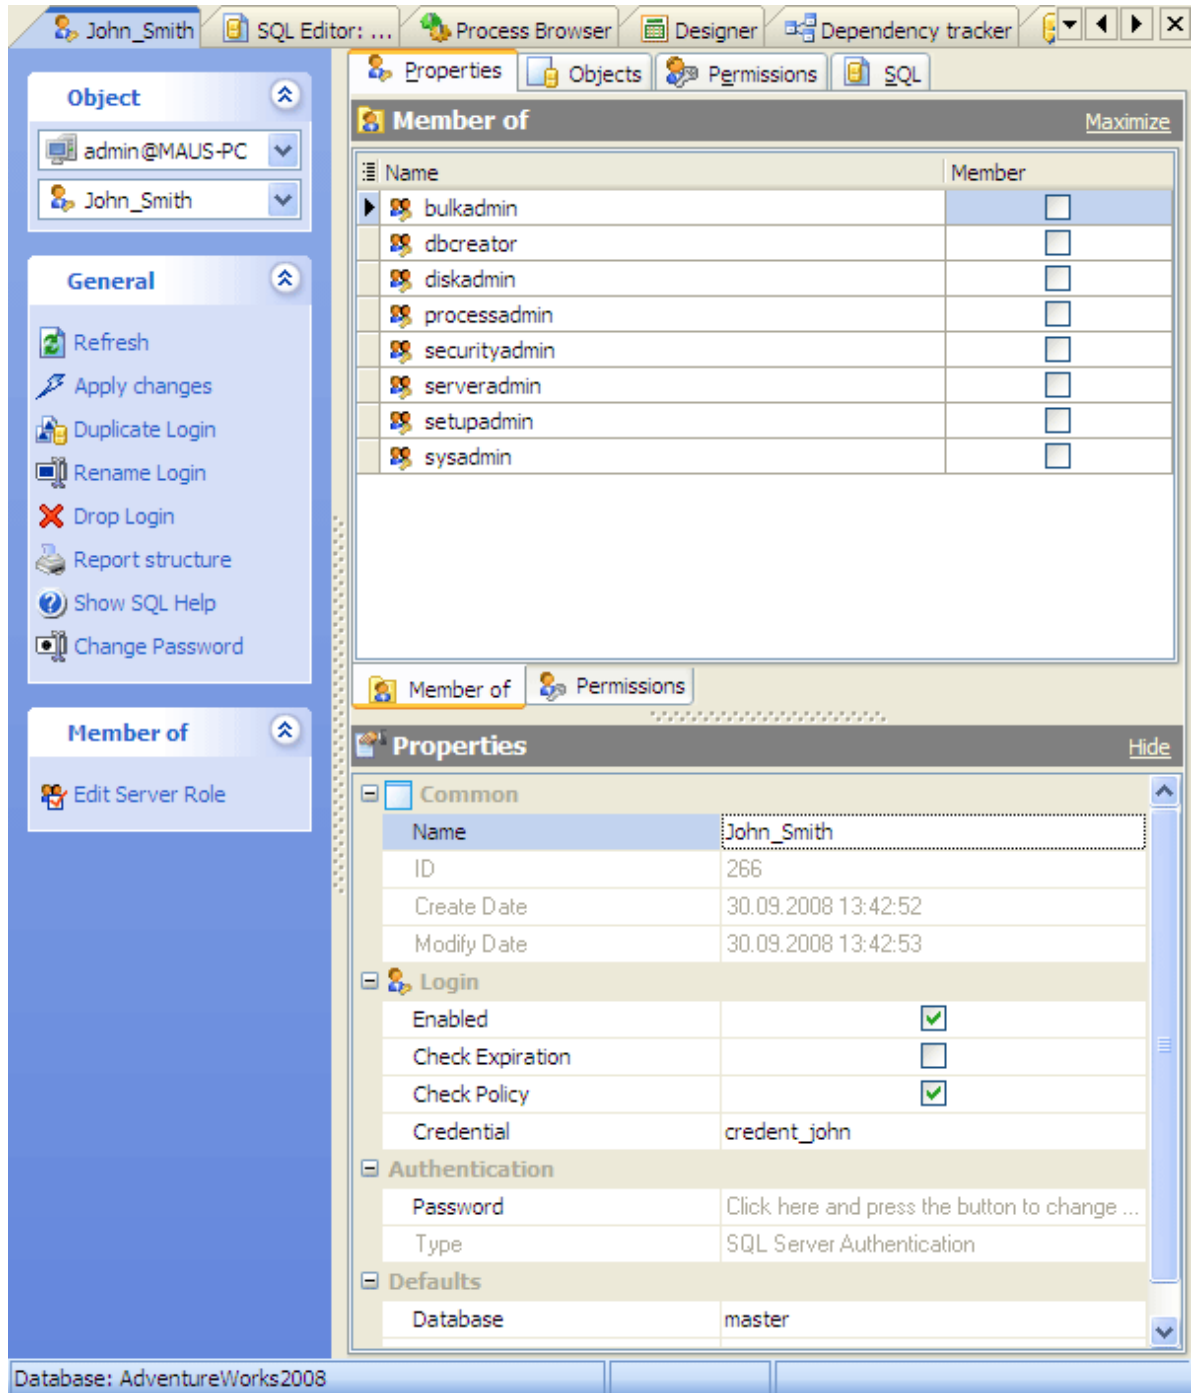 John_Smith
SQL Editor: ...
Process Browser
Designer
Dependency tracker
Object
admin@MAUS-PC
John_Smith
General
Refresh
Apply changes
Duplicate Login
Rename Login
Drop Login
Report structure
Show SQL Help
Change Password
Member of
Edit Server Role
Properties
Objects
Permissions
SQL
Member of
Maximize
Name Member
bulkadmin
dbcreator
diskadmin
processadmin
securityadmin
serveradmin
setupadmin
sysadmin
Member of
Permissions
Properties
Hide
Common
Name John_Smith
ID 266
Create Date 30.09.2008 13:42:52
Modify Date 30.09.2008 13:42:53
Login
Enabled
Check Expiration
Check Policy
Credential credent_john
Authentication
Password Click here and press the button to change ...
Type SQL Server Authentication
Defaults
Database master
Database: AdventureWorks2008